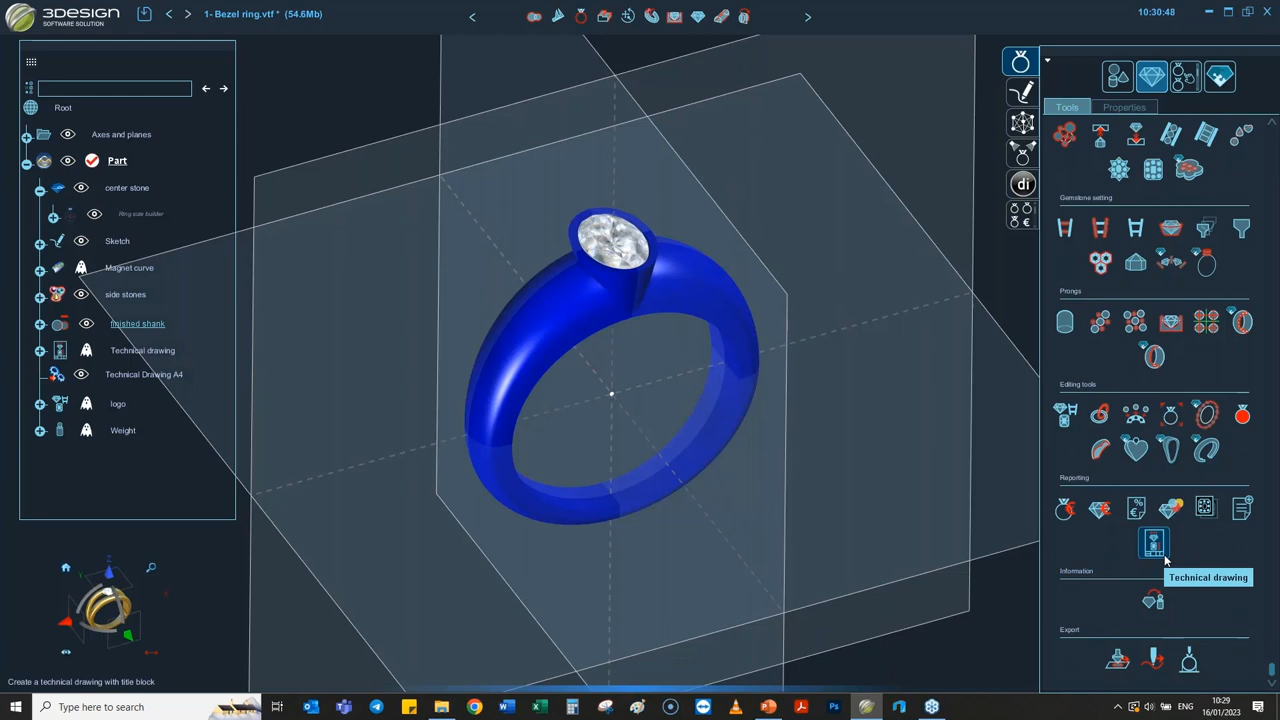 3DESIGN
SOFTWARE SOLUTION
1- Bezel ring.vtf * (54.6Mb)
10:30:48
Tools
Properties
Root
Axes and planes
Part
center stone
Ring size builder
Sketch
Magnet curve
side stones
finished shank
Technical drawing
Technical Drawing A4
logo
Weight
di
Gemstone setting
Prongs
Editing tools
Reporting
Technical drawing
Information
Export
Create a technical drawing with title block
Type here to search
ENG
10:29
16/01/2023